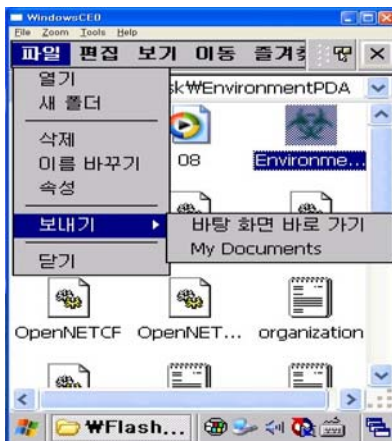 WindowsCE0
File Zoom Tools Help
파일 편집 보기 이동 즐겨찾
열기
새 폴더
삭제
이름 바꾸기
속성
보내기
닫기
바탕 화면 바로 가기
My Documents
sk₩EnvironmentPDA
08
Environme...
OpenNETCF OpenNET... organization
₩Flash...